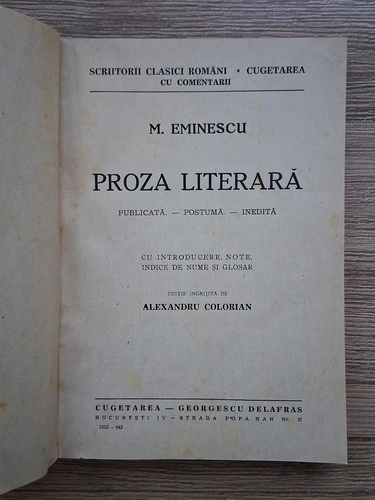 SCRIITORII CLASICI ROMÂNI * CUGETAREA
CU COMENTARII
M. EMINESCU
PROZA LITERARĂ
PUBLICATĂ. — POSTUMĂ. — INEDITĂ
CU INTRODUCERE, NOTE,
INDICE DE NUME ȘI GLOSAR
EDIȚIE ÎNGRIJITĂ DE
ALEXANDRU COLORIAN
CUGETAREA — GEORGESCU DELAFRAS
BUCUREȘTI IV — STRADA POPA NAN Nr.